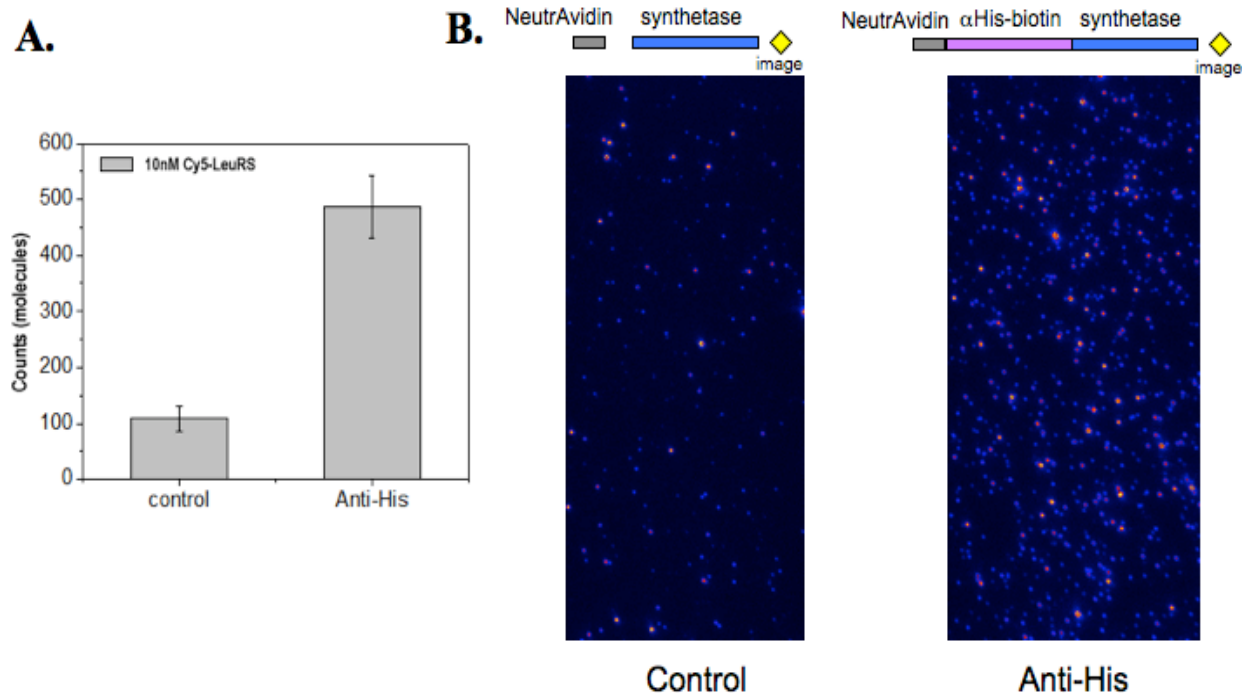 A.
Counts (molecules)
600
500
400
300
200
100
0
10nM Cy5-LeuRS
control
Anti-His
B.
NeutrAvidin
synthetase
image
Control
NeutrAvidin
αHis-biotin
synthetase
image
Anti-His